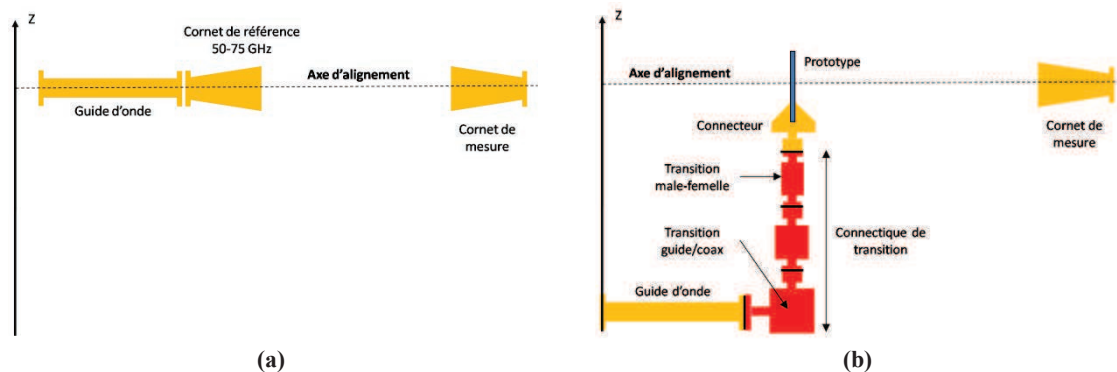 Z
Cornet de référence
50-75 GHz
Axe d'alignement
Guide d'onde
Cornet de
mesure
(a)
Z
Axe d'alignement
Prototype
Connecteur
Cornet de
mesure
Transition
male-femelle
Transition
guide/coax
Connectique de
transition
Guide d'onde
(b)